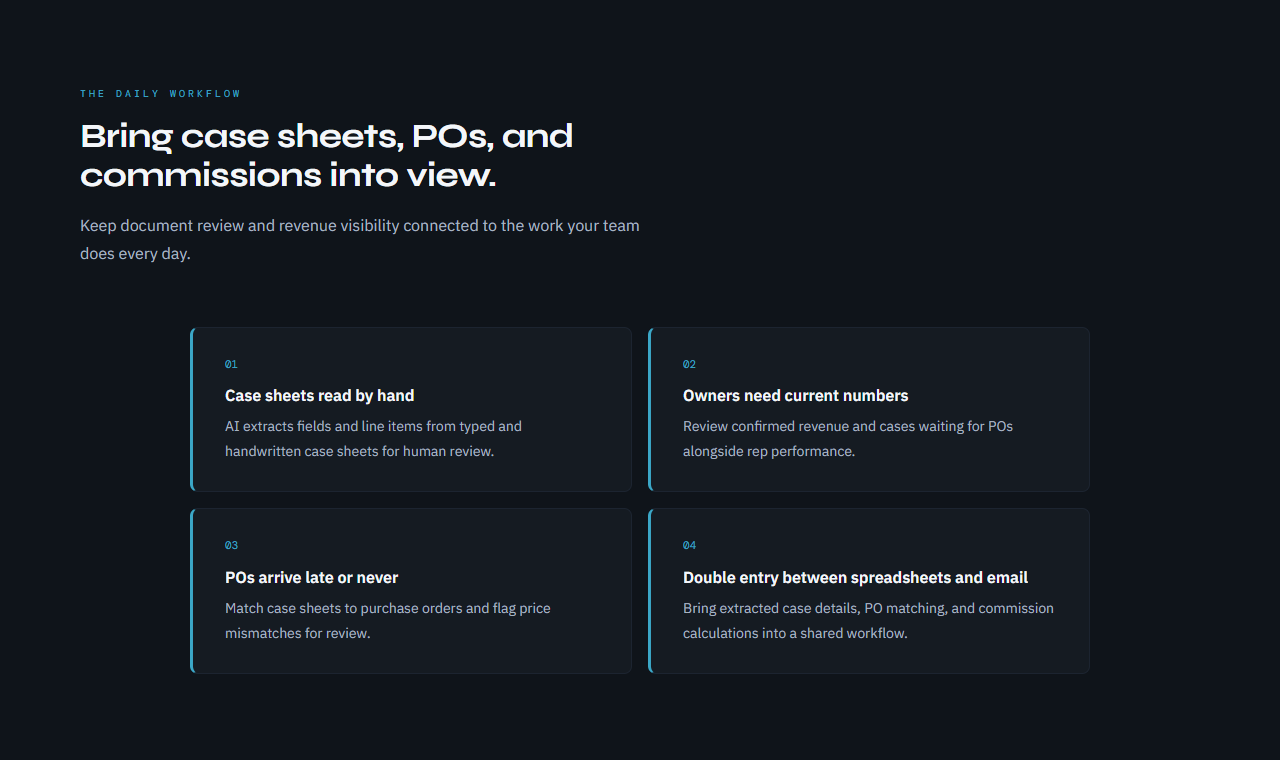 THE DAILY WORKFLOW
Bring case sheets, POs, and
commissions into view.
Keep document review and revenue visibility connected to the work your team
does every day.
01
Case sheets read by hand
AI extracts fields and line items from typed and
handwritten case sheets for human review.
02
Owners need current numbers
Review confirmed revenue and cases waiting for POs
alongside rep performance.
03
POs arrive late or never
Match case sheets to purchase orders and flag price
mismatches for review.
04
Double entry between spreadsheets and email
Bring extracted case details, PO matching, and commission
calculations into a shared workflow.